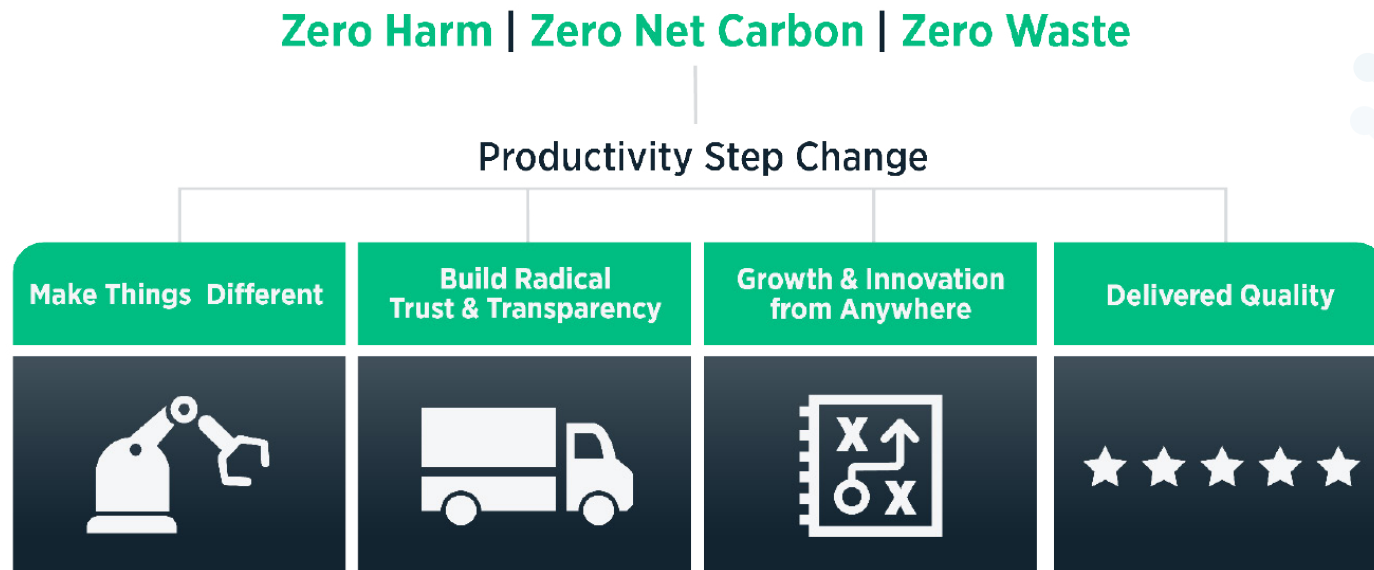 Zero Harm | Zero Net Carbon | Zero Waste
Productivity Step Change
Make Things Different
Build Radical
Trust & Transparency
Growth & Innovation
from Anywhere
Delivered Quality
X
X